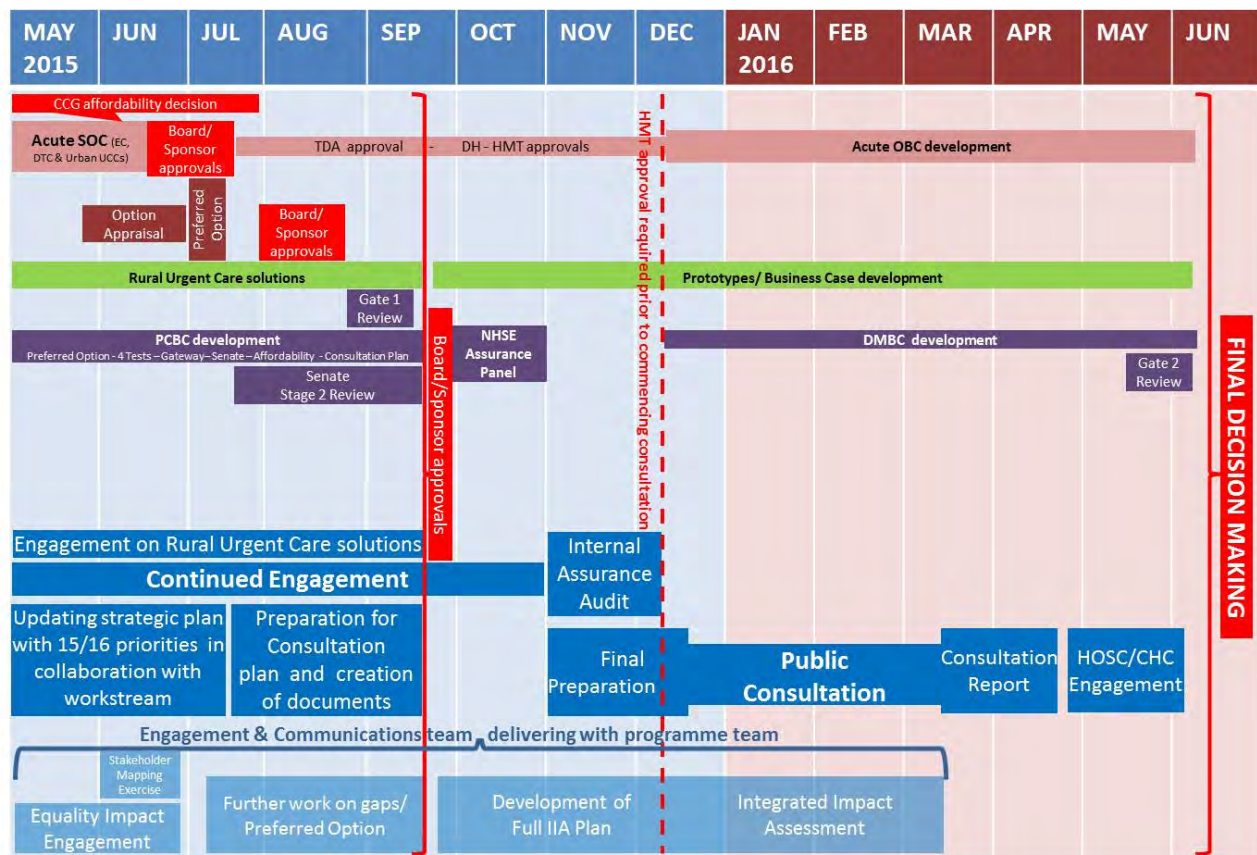 MAY JUN JUL AUG SEP OCT NOV DEC JAN FEB MAR APR MAY JUN
2015 2016
CCG affordability decision
Acute SOC (EC,
DTC & Urban UCCs)
Board/
Sponsor
approvals
TDA approval - DH - HMT approvals
Acute OBC development
Option
Appraisal
Preferred
Option
Board/
Sponsor
approvals
HMT approval required prior to commencing consultation
Rural Urgent Care solutions
Prototypes/ Business Case development
Gate 1
Review
PCBC development
Preferred Option - 4 Tests – Gateway – Senate – Affordability - Consultation Plan
Senate
Stage 2 Review
Board/Sponsor approvals
NHSE
Assurance
Panel
DMBC development
Gate 2
Review
FINAL DECISION MAKING
Engagement on Rural Urgent Care solutions
Continued Engagement
Internal
Assurance
Audit
Updating strategic plan
with 15/16 priorities in
collaboration with
workstream
Preparation for
Consultation
plan and creation
of documents
Final
Preparation
Public
Consultation
Consultation
Report
HOSC/CHC
Engagement
Engagement & Communications team delivering with programme team
Stakeholder
Mapping
Exercise
Equality Impact
Engagement
Further work on gaps/
Preferred Option
Development of
Full IIA Plan
Integrated Impact
Assessment